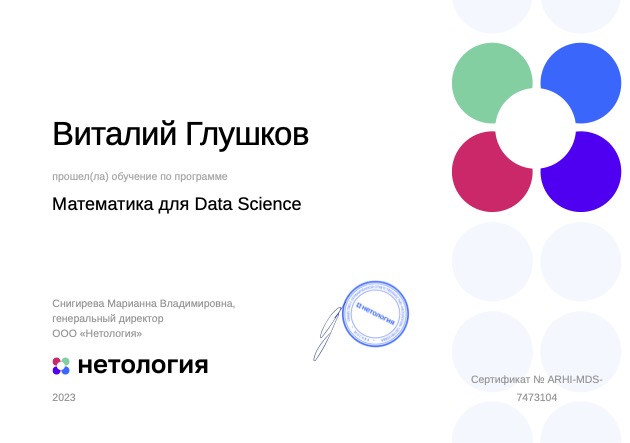 Виталий Глушков
прошел(ла) обучение по программе
Математика для Data Science
Снигирева Марианна Владимировна,
генеральный директор
ООО «Нетология»
нетология
2023
нетология
Сертификат № ARHI-MDS-
7473104